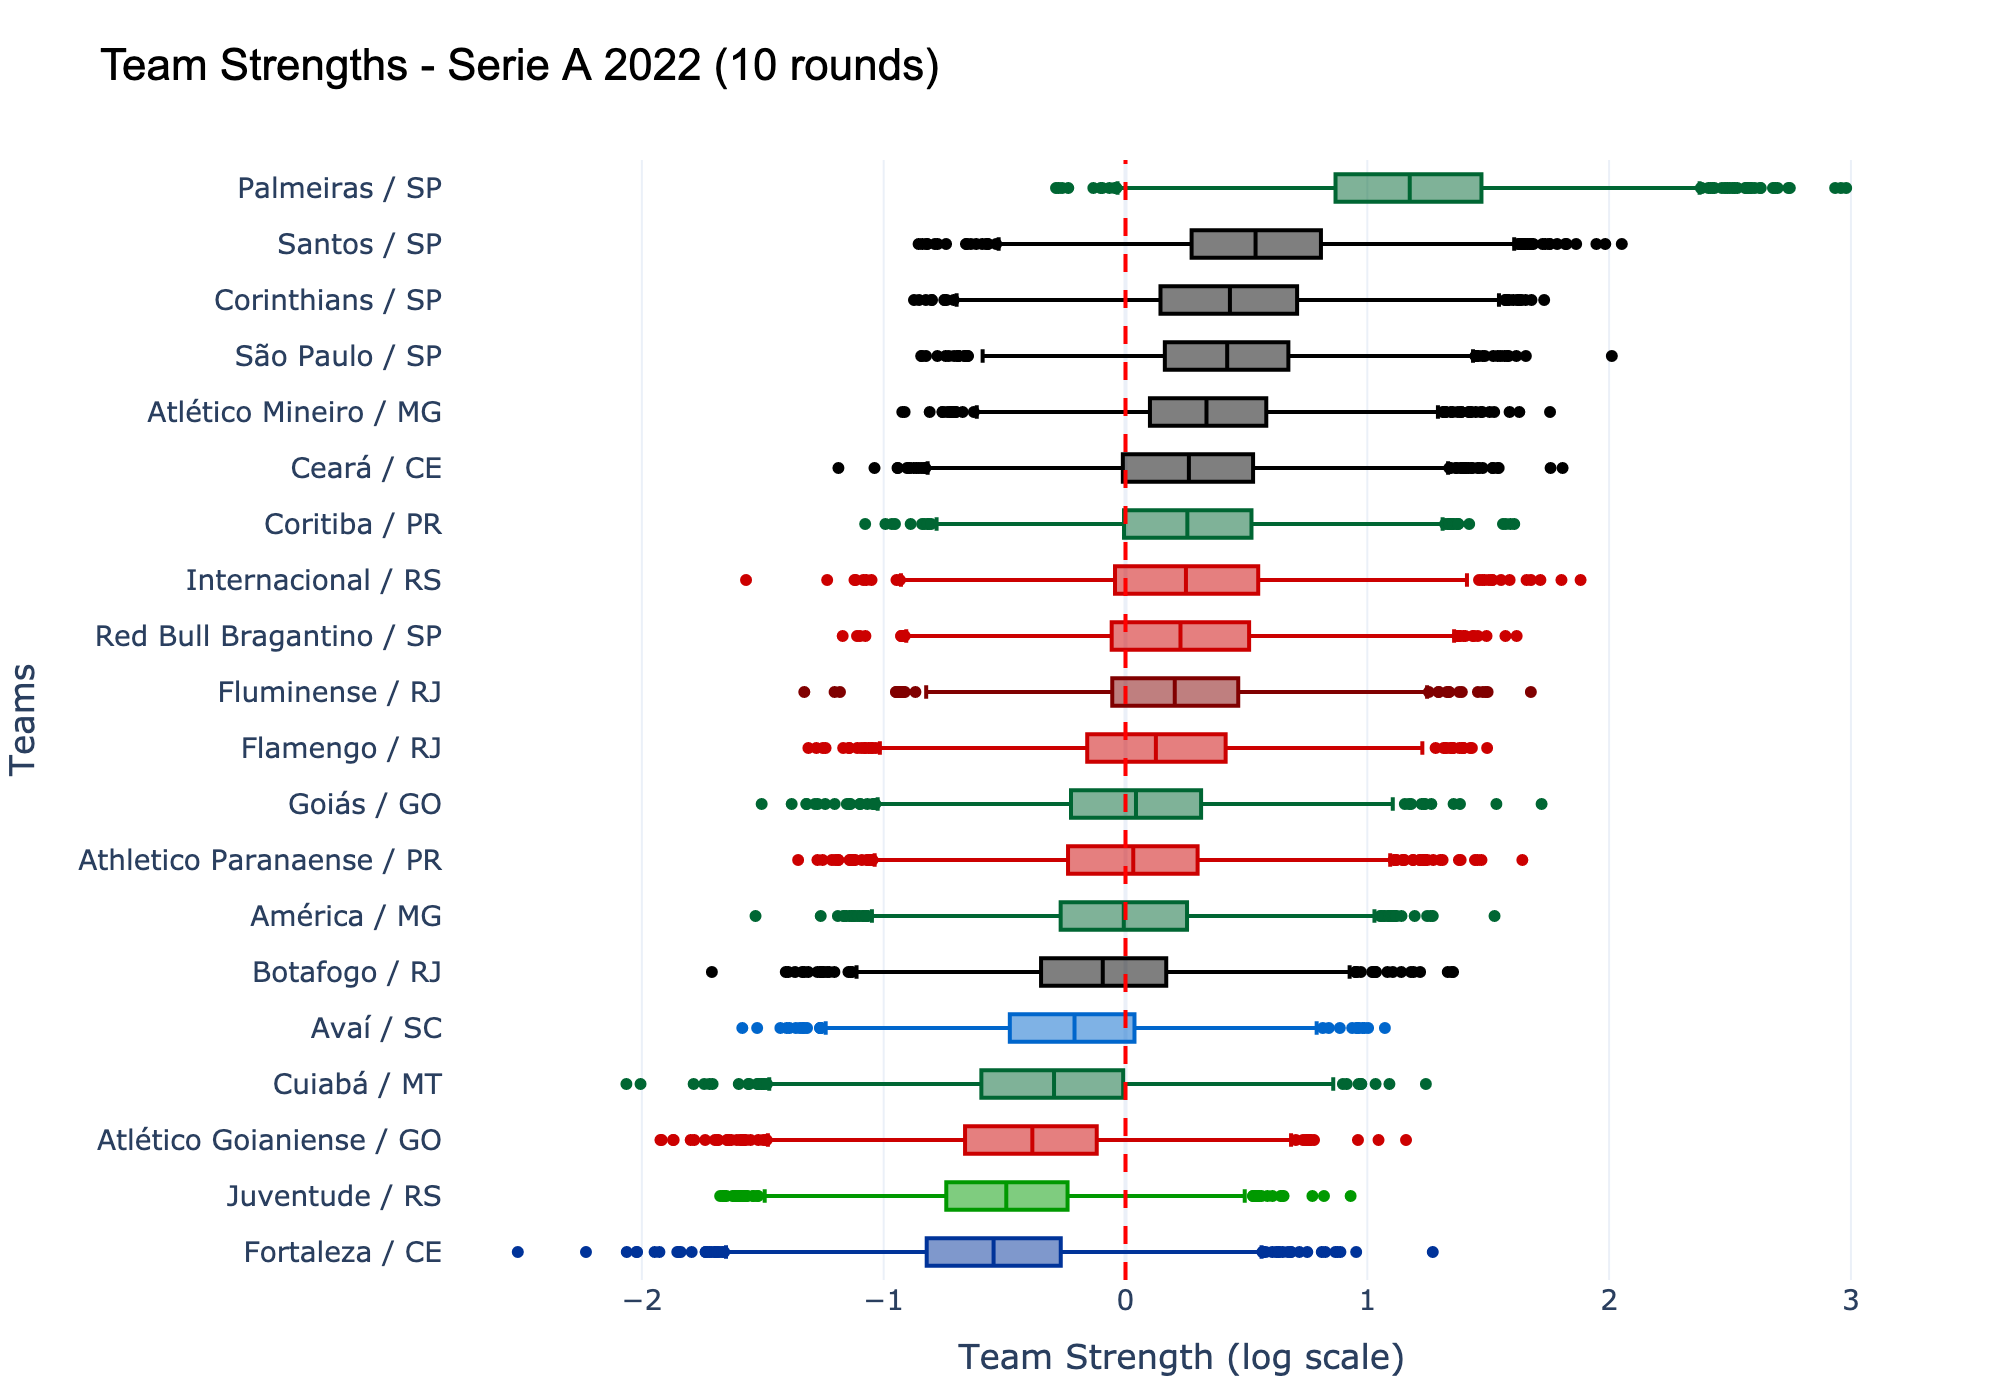 Team Strengths - Serie A 2022 (10 rounds)
Palmeiras / SP
Santos / SP
Corinthians / SP
São Paulo / SP
Atlético Mineiro / MG
Ceará / CE
Coritiba / PR
Internacional / RS
Red Bull Bragantino / SP
Fluminense / RJ
Flamengo / RJ
Goiás / GO
Athletico Paranaense / PR
América / MG
Botafogo / RJ
Avaí / SC
Cuiabá / MT
Atlético Goianiense / GO
Juventude / RS
Fortaleza / CE
Teams
−2 −1 0 1 2 3
Team Strength (log scale)